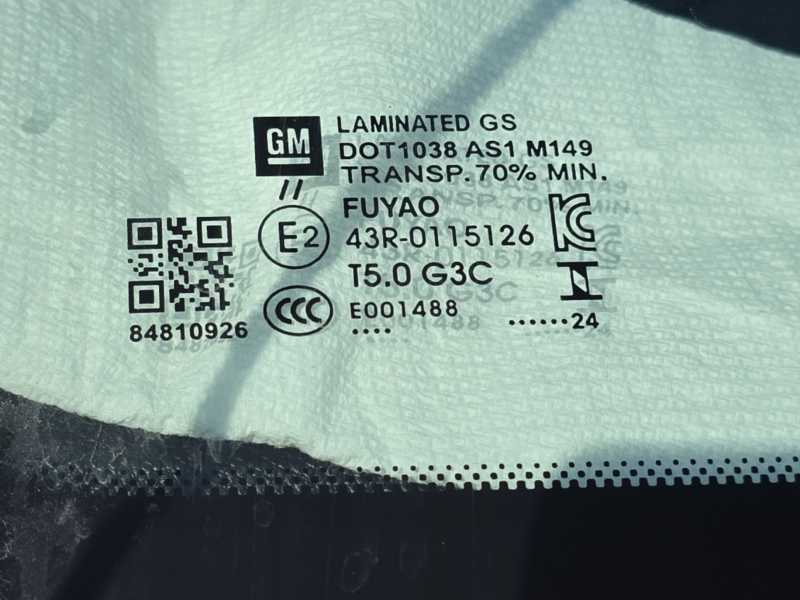 GM
LAMINATED GS
DOT1038 AS1 M149
TRANSP. 70% MIN.
//
E2
FUYAO
43R-0115126
KC
T5.0 G3C
CCC
E001488
84810926
.... ......24